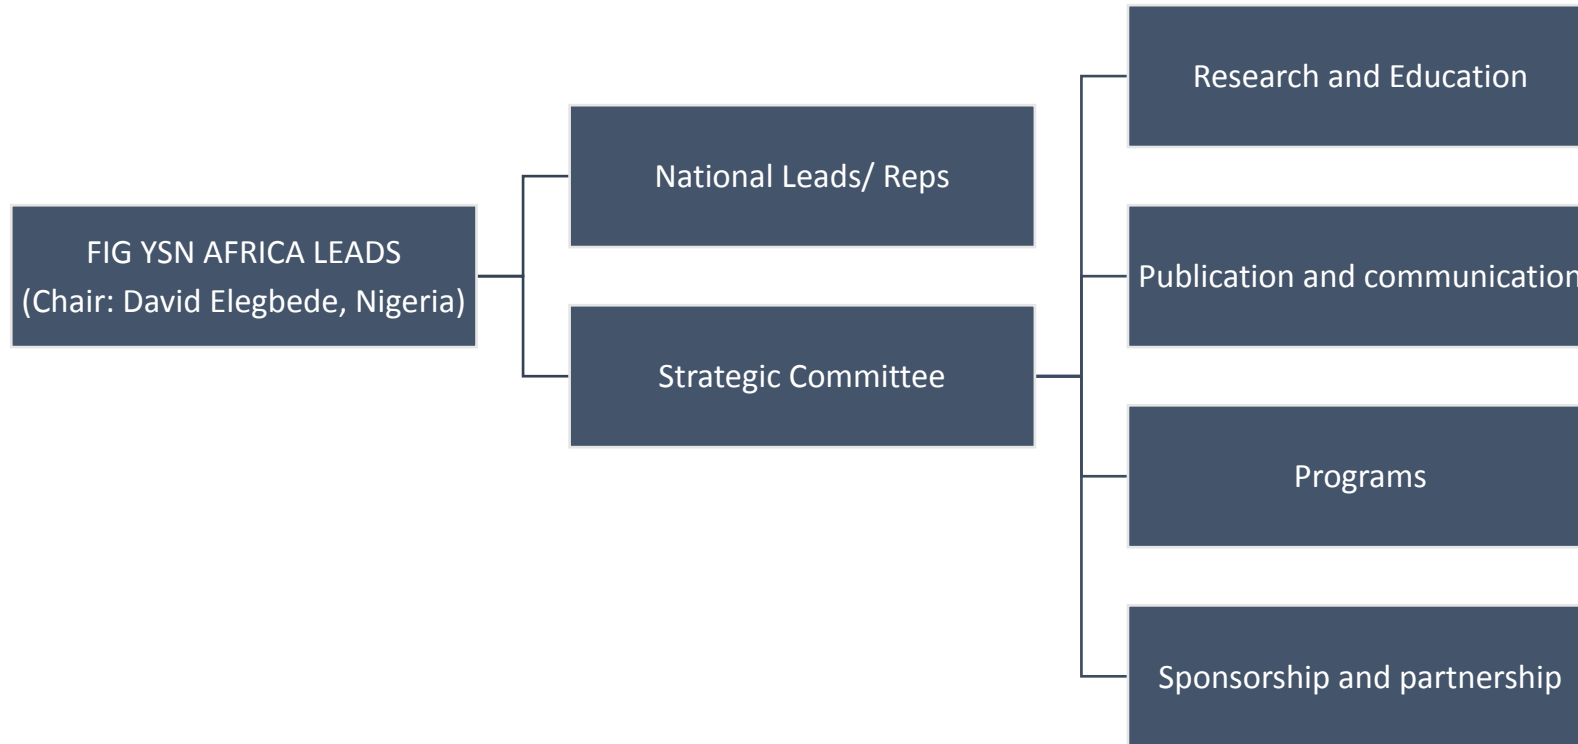 FIG YSN AFRICA LEADS
(Chair: David Elegbede, Nigeria)
National Leads/ Reps
Strategic Committee
Research and Education
Publication and communication
Programs
Sponsorship and partnership